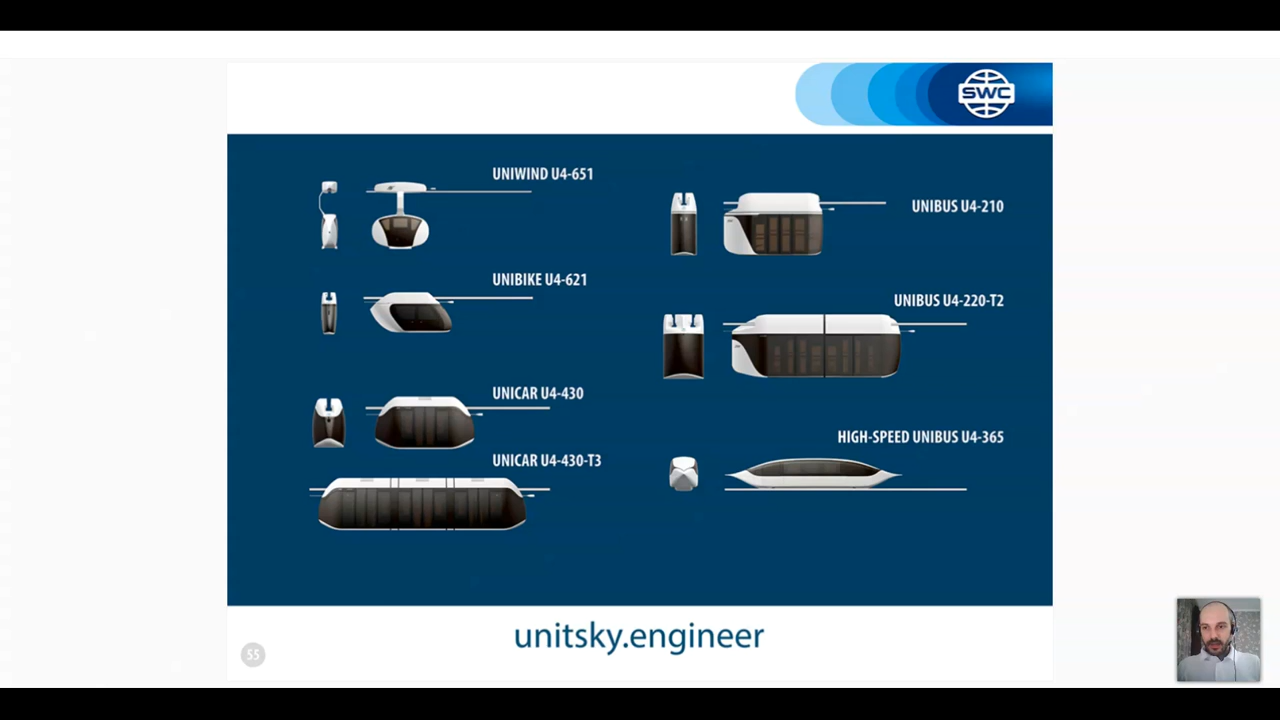 SWC
UNIWIND U4-651
UNIBIKE U4-621
UNICAR U4-430
UNICAR U4-430-T3
UNIBUS U4-210
UNIBUS U4-220-T2
HIGH-SPEED UNIBUS U4-365
unitsky.engineer
55